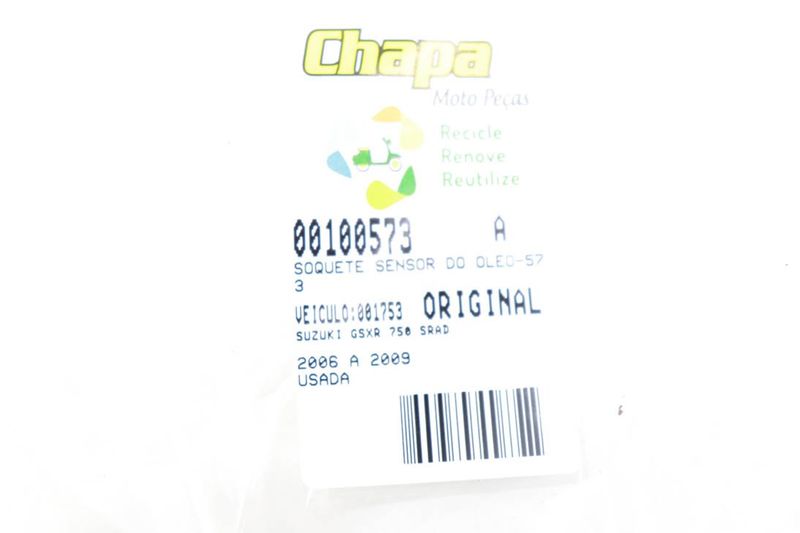 Chapa
Moto Peças
Recicle
Renove
Reutilize
00100573 A
SOQUETE SENSOR DO OLEO-57
3
VEICULO:001753 ORIGINAL
SUZUKI GSXR 750 SRAD
2006 A 2009
USADA